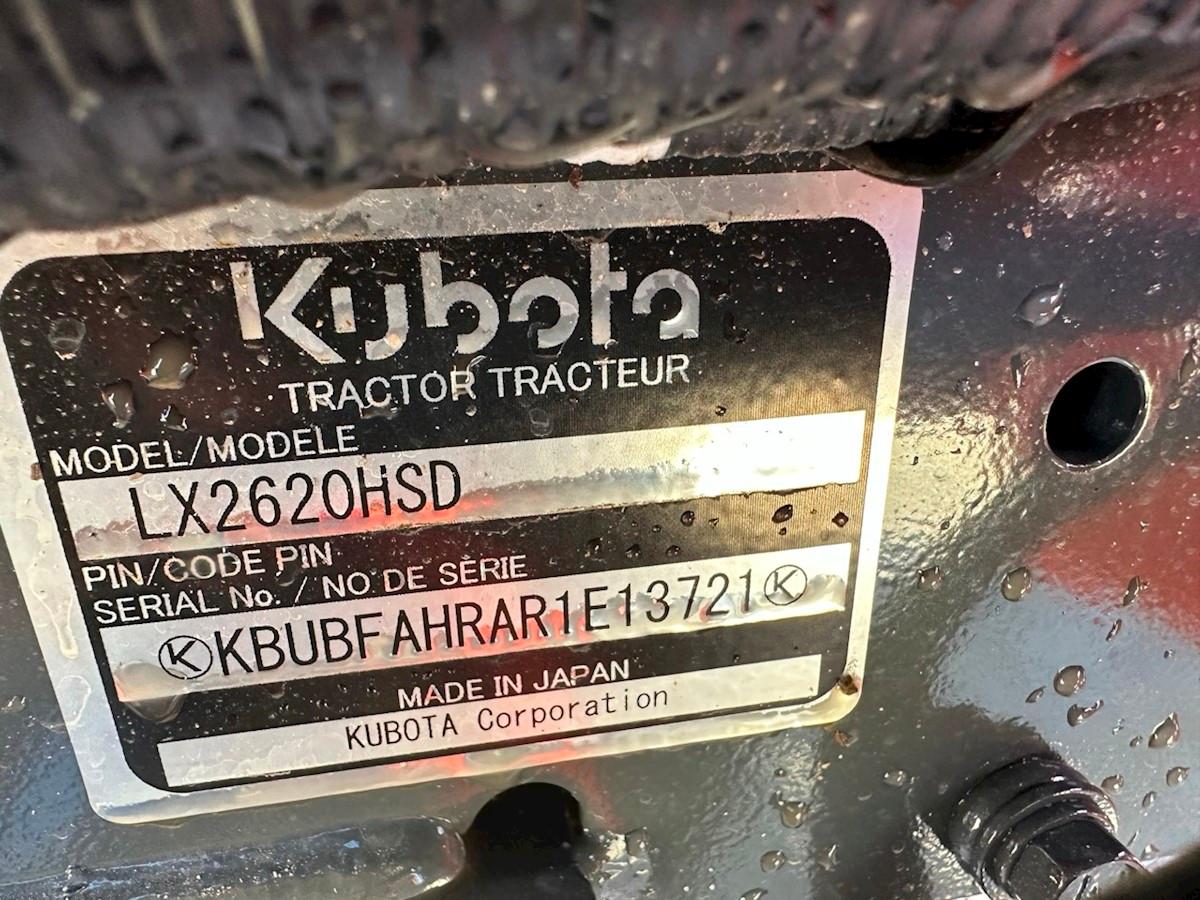 Kubota
TRACTOR TRACTEUR
MODEL/MODELE
LX2620HSD
PIN/CODE PIN
SERIAL No. / NO DE SERIE
KBUBFAHRAR1E13721
MADE IN JAPAN
KUBOTA Corporation